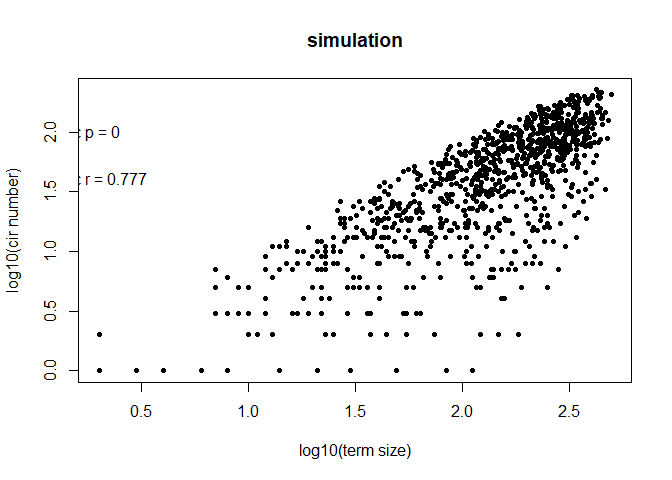 simulation
: p = 0
: r = 0.777
log10(cir number)
0.0 0.5 1.0 1.5 2.0
0.5 1.0 1.5 2.0 2.5
log10(term size)